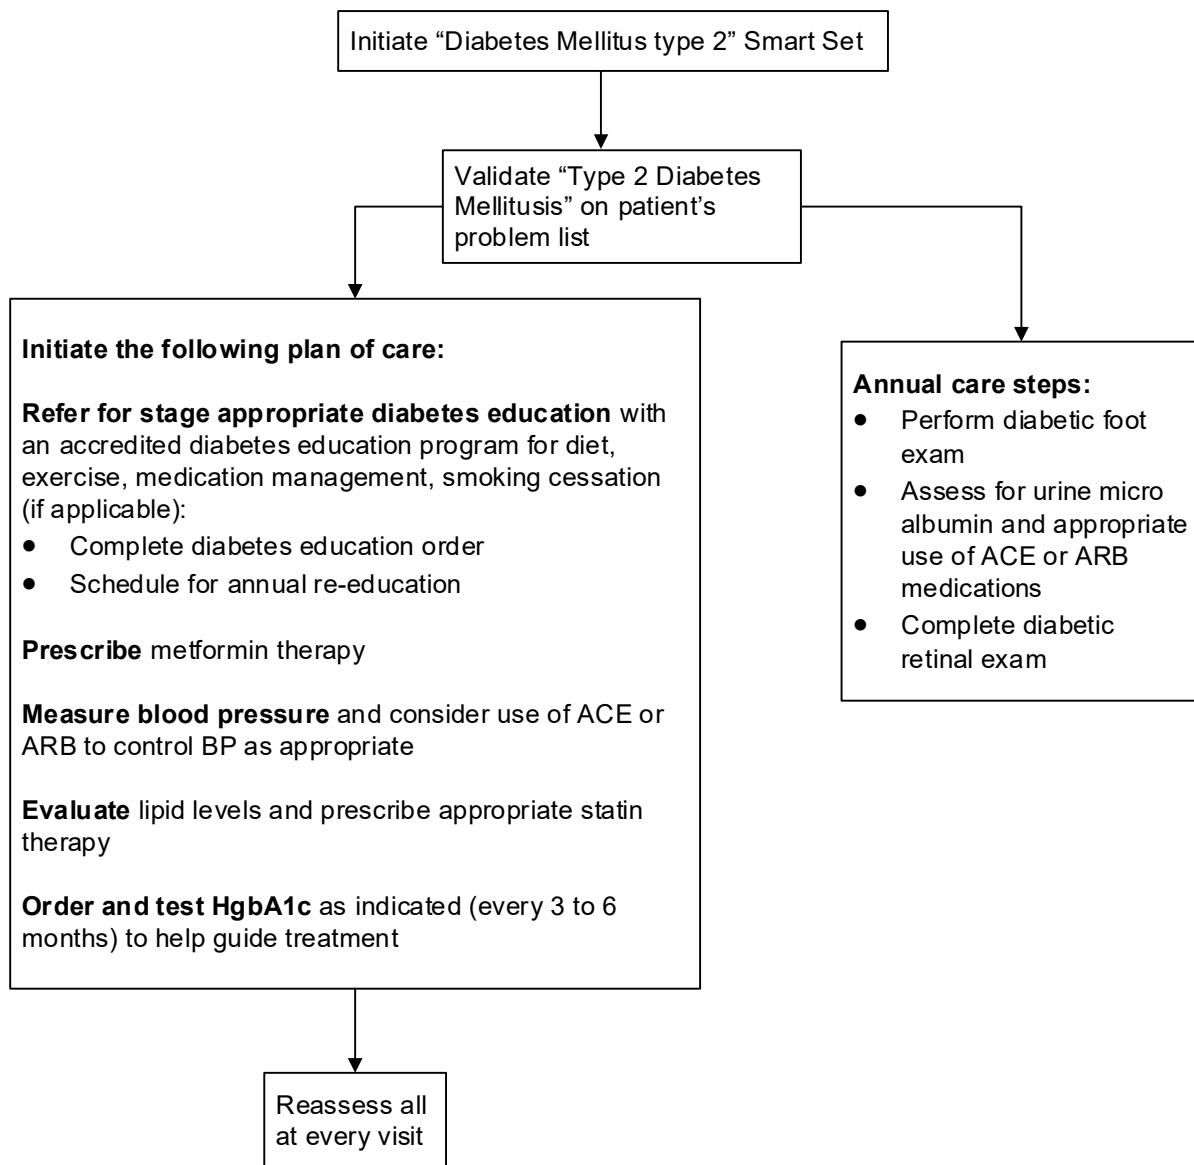 Initiate “Diabetes Mellitus type 2” Smart Set
Validate “Type 2 Diabetes
Mellitusis” on patient’s
problem list
Initiate the following plan of care:
Refer for stage appropriate diabetes education with
an accredited diabetes education program for diet,
exercise, medication management, smoking cessation
(if applicable):
● Complete diabetes education order
● Schedule for annual re-education
Prescribe metformin therapy
Measure blood pressure and consider use of ACE or
ARB to control BP as appropriate
Evaluate lipid levels and prescribe appropriate statin
therapy
Order and test HgbA1c as indicated (every 3 to 6
months) to help guide treatment
Annual care steps:
● Perform diabetic foot
exam
● Assess for urine micro
albumin and appropriate
use of ACE or ARB
medications
● Complete diabetic
retinal exam
Reassess all
at every visit